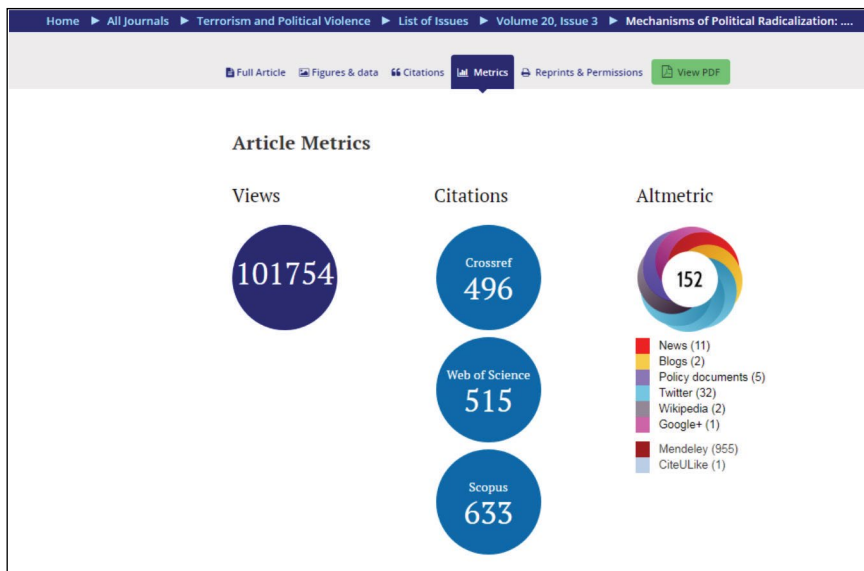 Home ▶ All Journals ▶ Terrorism and Political Violence ▶ List of Issues ▶ Volume 20, Issue 3 ▶ Mechanisms of Political Radicalization: ....
Full Article Figures & data Citations Metrics Reprints & Permissions View PDF
Article Metrics
Views
101754
Citations
Crossref
496
Web of Science
515
Scopus
633
Altmetric
152
News (11)
Blogs (2)
Policy documents (5)
Twitter (32)
Wikipedia (2)
Google+ (1)
Mendeley (955)
CiteULike (1)